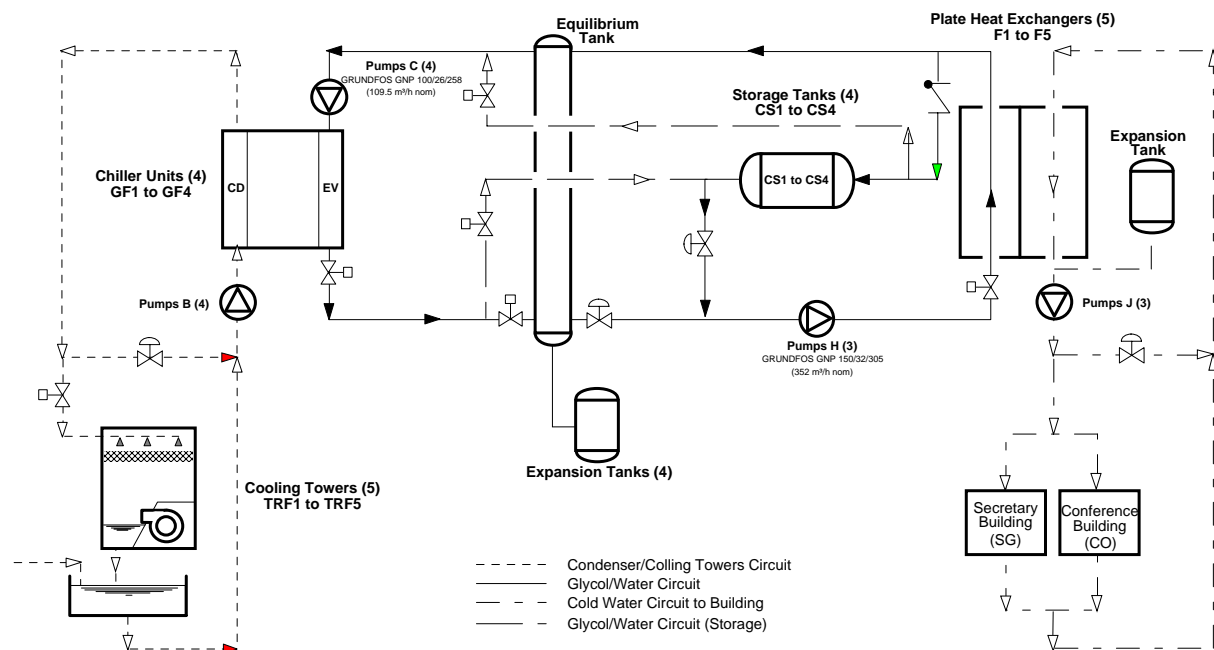 Equilibrium
Tank
Plate Heat Exchangers (5)
F1 to F5
Pumps C (4)
GRUNDFOS GNP 100/26/258
(109.5 m³/h nom)
Storage Tanks (4)
CS1 to CS4
Expansion
Tank
Chiller Units (4)
GF1 to GF4
CD
EV
CS1 to CS4
Pumps B (4)
Pumps J (3)
Pumps H (3)
GRUNDFOS GNP 150/32/305
(352 m³/h nom)
Expansion Tanks (4)
Cooling Towers (5)
TRF1 to TRF5
Secretary
Building
(SG)
Conference
Building
(CO)
Condenser/Colling Towers Circuit
Glycol/Water Circuit
Cold Water Circuit to Building
Glycol/Water Circuit (Storage)